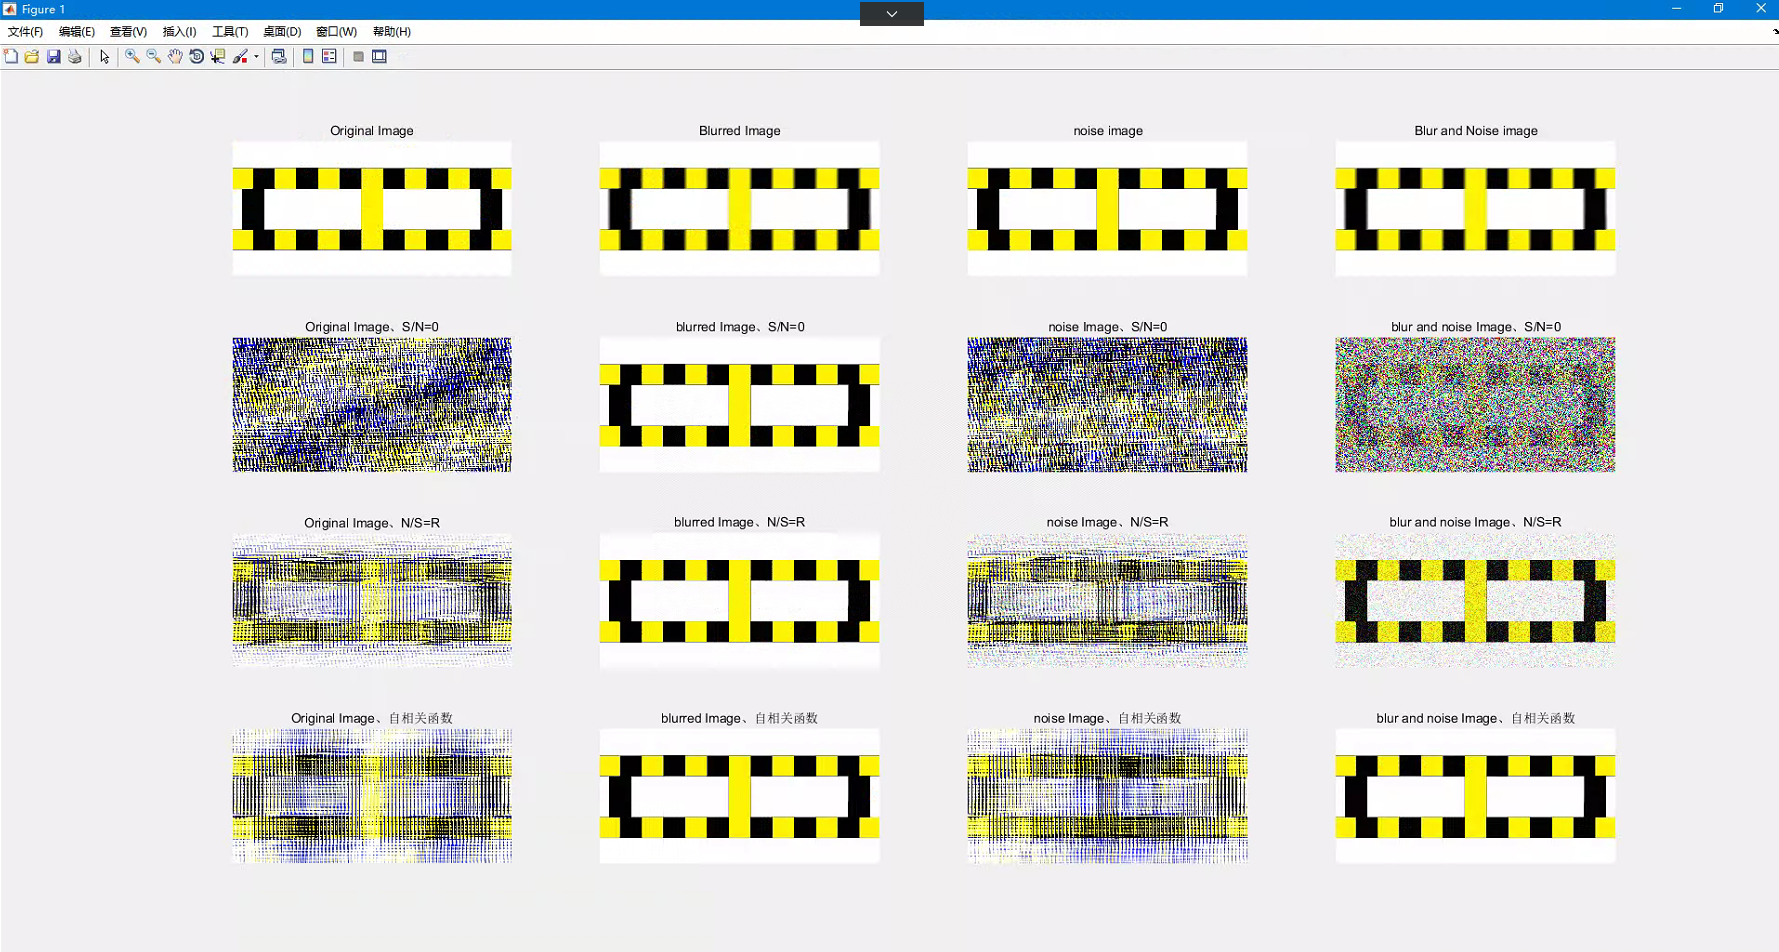 Figure 1
文件(F) 编辑(E) 查看(V) 插入(I) 工具(T) 桌面(D) 窗口(W) 帮助(H)
Original Image
Blurred Image
noise image
Blur and Noise image
Original Image、S/N=0
blurred Image、S/N=0
noise Image、S/N=0
blur and noise Image、S/N=0
Original Image、N/S=R
blurred Image、N/S=R
noise Image、N/S=R
blur and noise Image、N/S=R
Original Image、自相关函数
blurred Image、自相关函数
noise Image、自相关函数
blur and noise Image、自相关函数